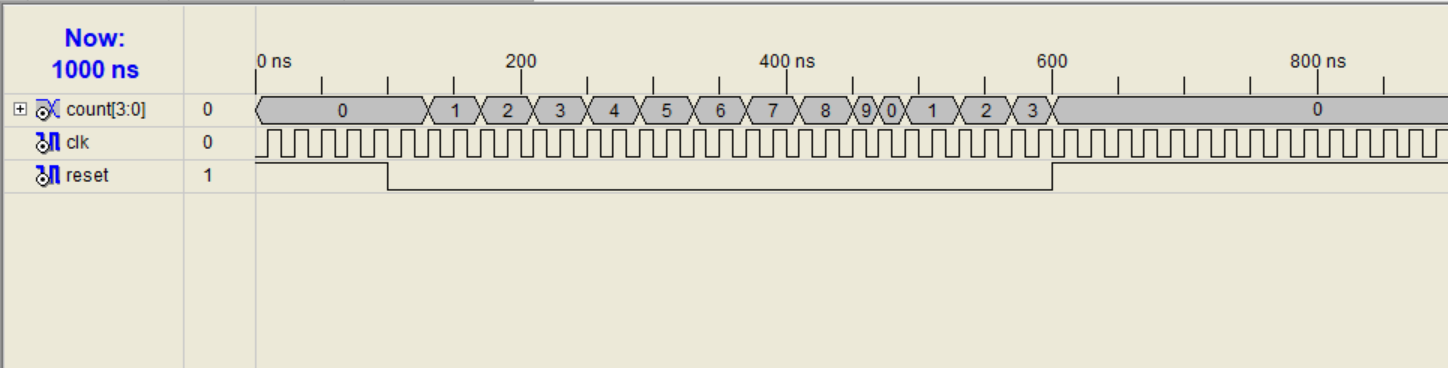 Now:
1000 ns
0 ns 200 400 ns 600 800 ns
count[3:0] 0 0 1 2 3 4 5 6 7 8 9 0 1 2 3 0
clk 0
reset 1